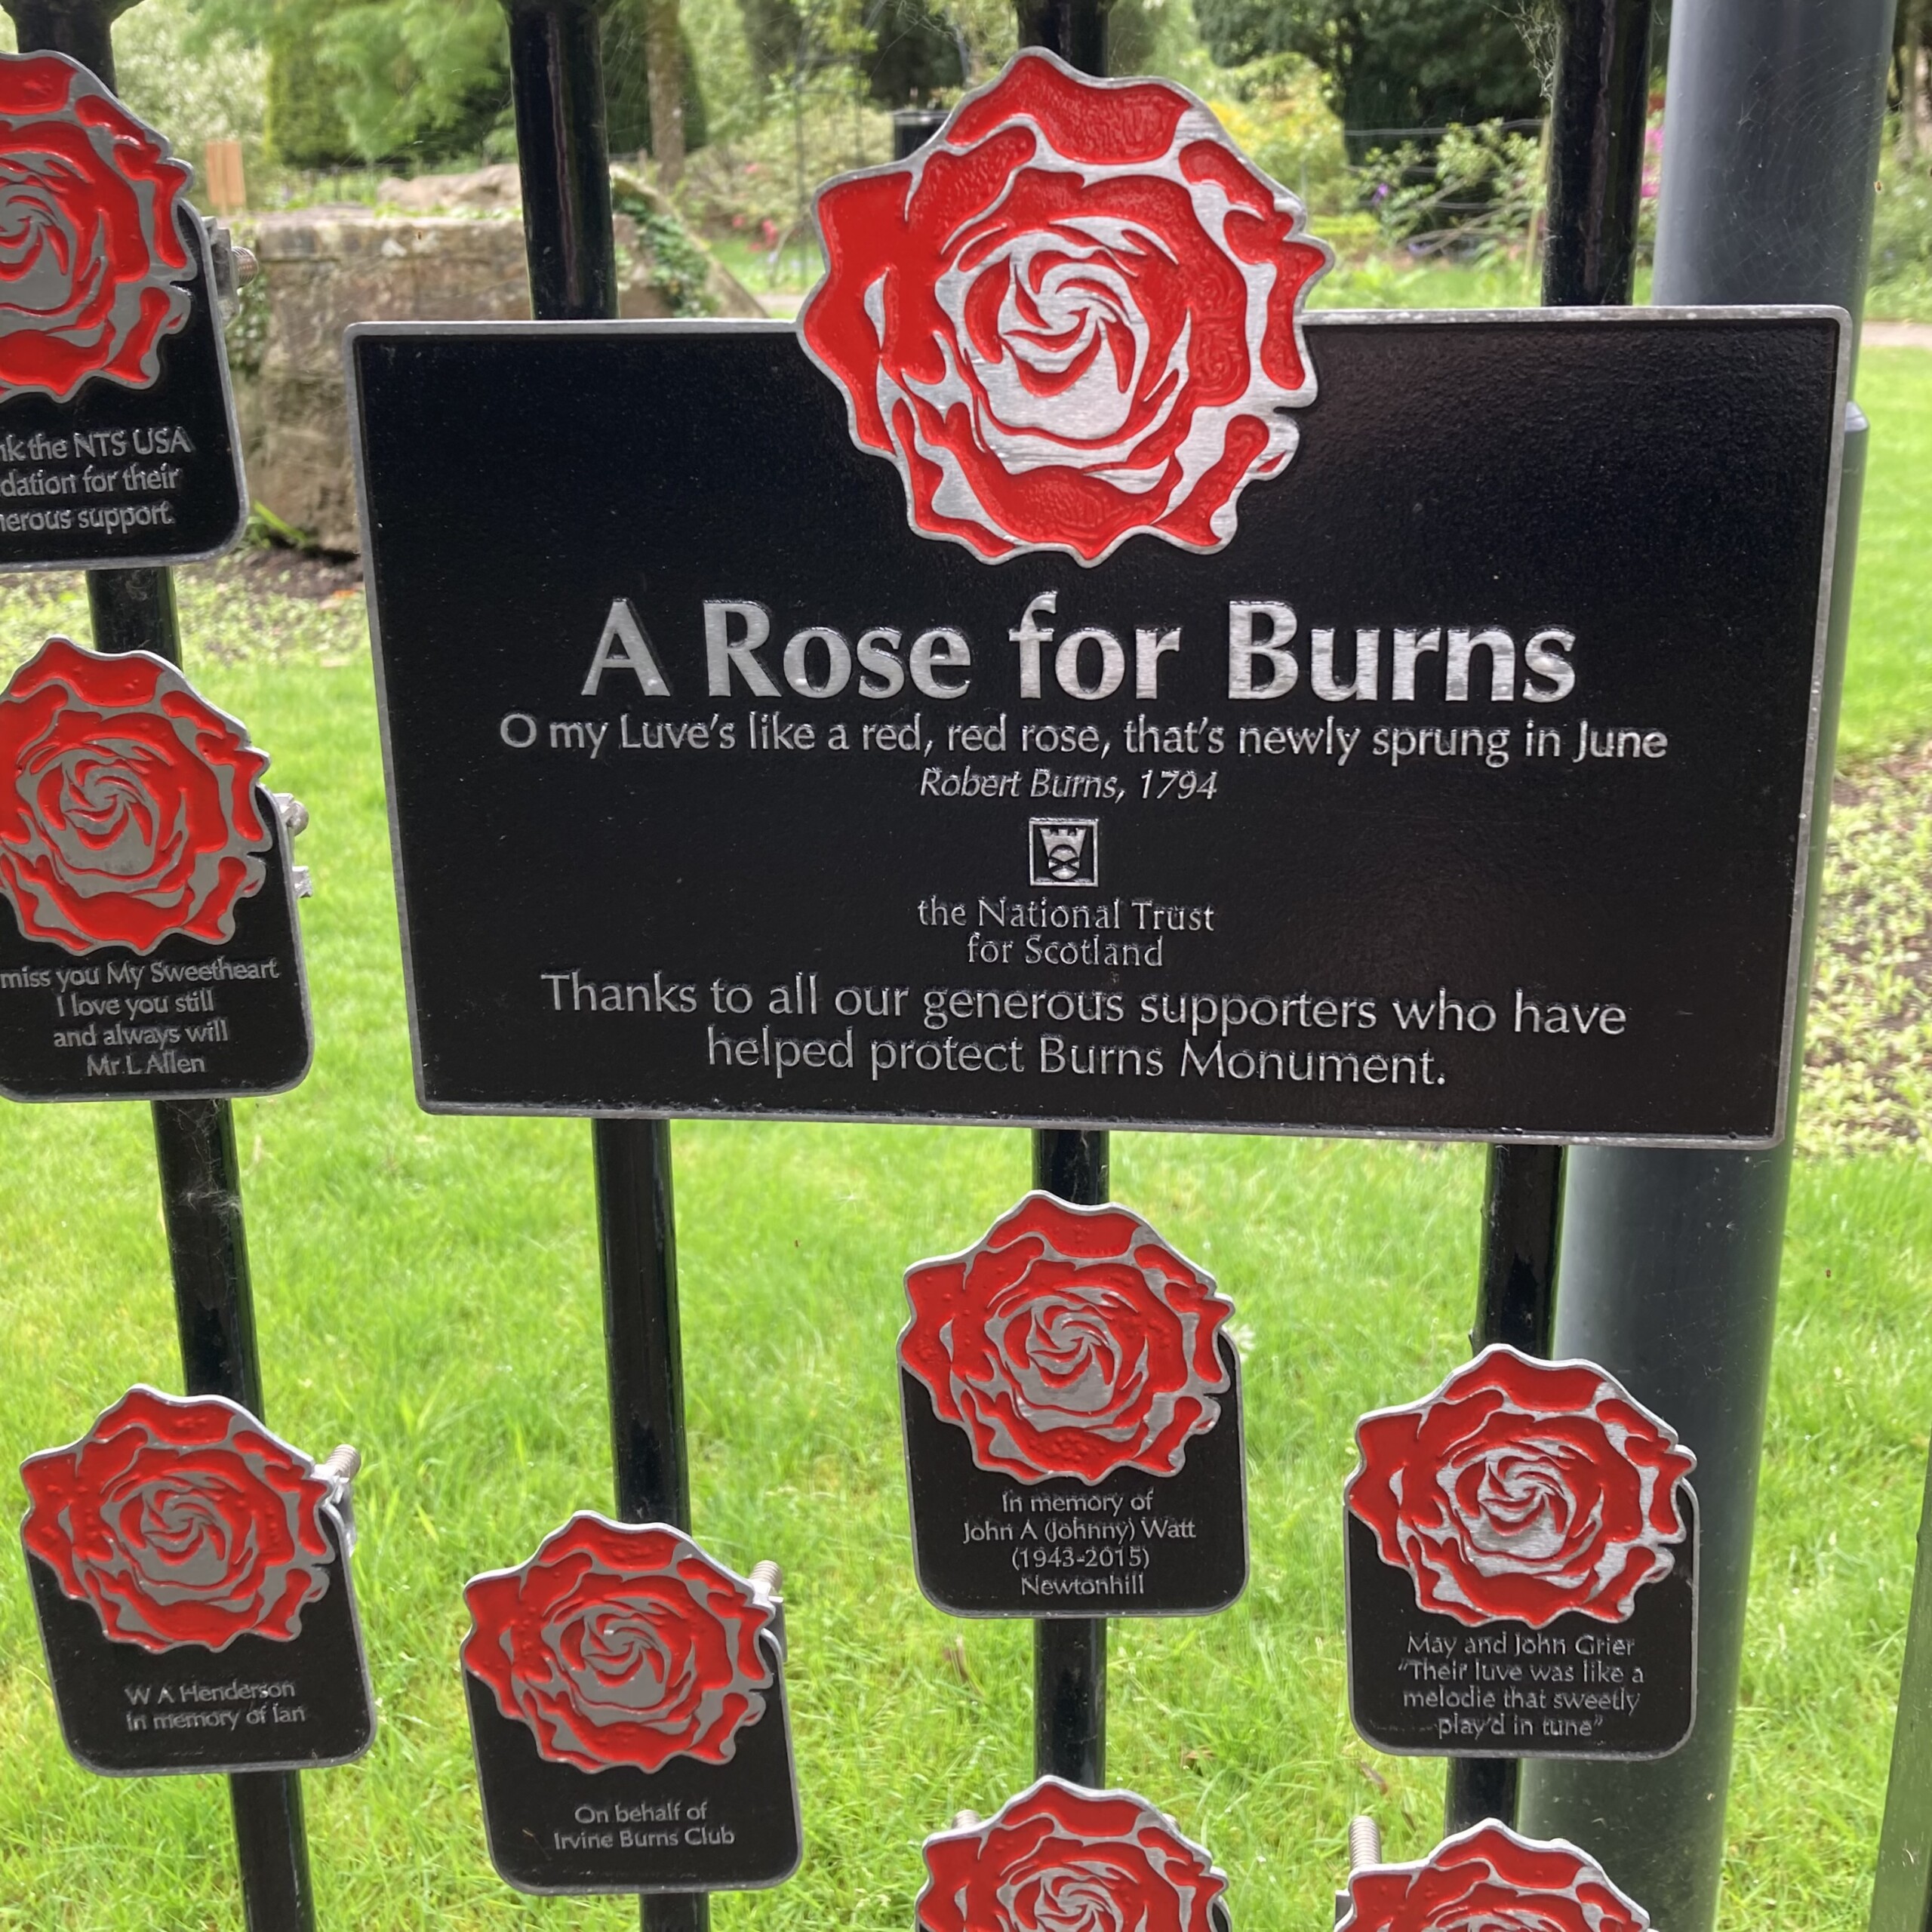 the NTS USA
for their
support.
miss you My Sweetheart
I love you still
and always will
Mr L Allen
A Rose for Burns
O my Luve's like a red, red rose, that's newly sprung in June
Robert Burns, 1794
the National Trust
for Scotland
Thanks to all our generous supporters who have
helped protect Burns Monument.
W A Henderson
In memory of Ian
On behalf of
Irvine Burns Club
In memory of
John A (Johnny) Watt
(1943-2015)
Newtonhill
May and John Grier
"Their luve was like a
melodie that sweetly
play'd in tune"